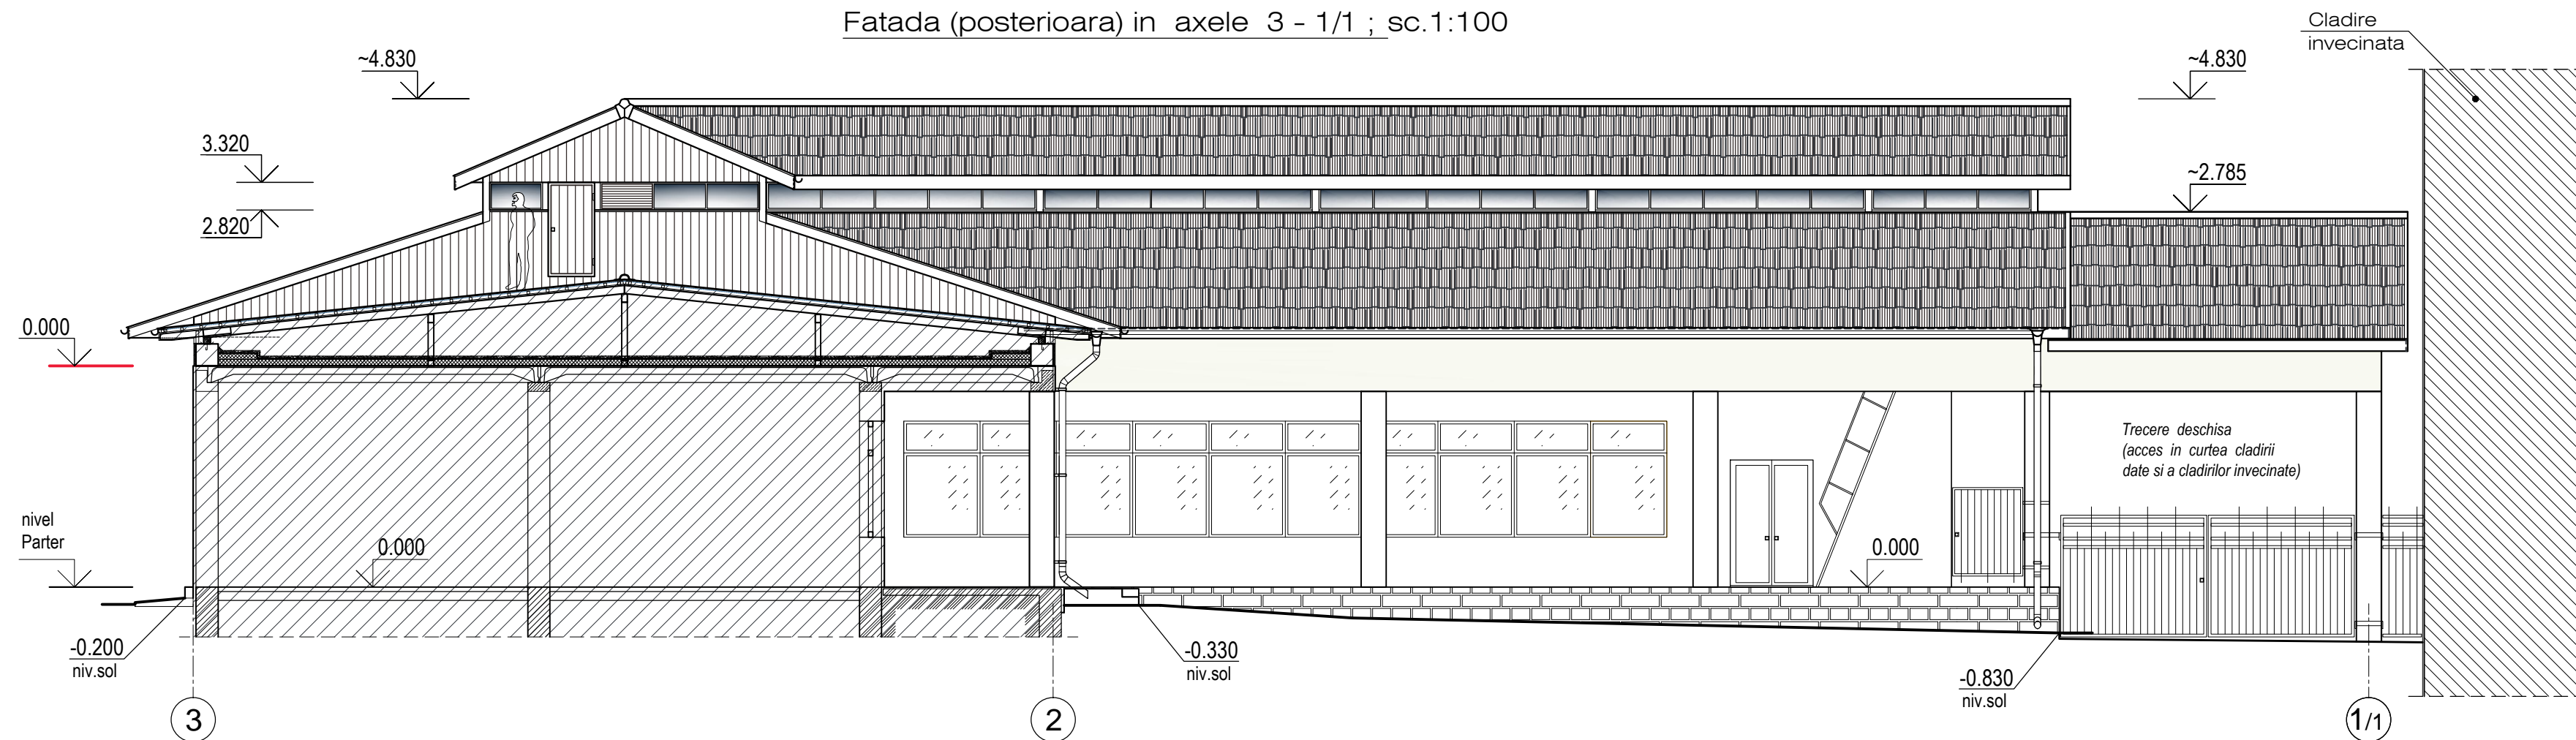 Fatada (posterioara) in axele 3 - 1/1 ; sc.1:100
Cladire
invecinata
~4.830
~4.830
3.320
2.820
~2.785
0.000
Trecere deschisa
(acces in curtea cladirii
date si a cladirilor invecinate)
nivel
Parter
0.000
0.000
-0.200
niv.sol
-0.330
niv.sol
-0.830
niv.sol
3
2
1/1